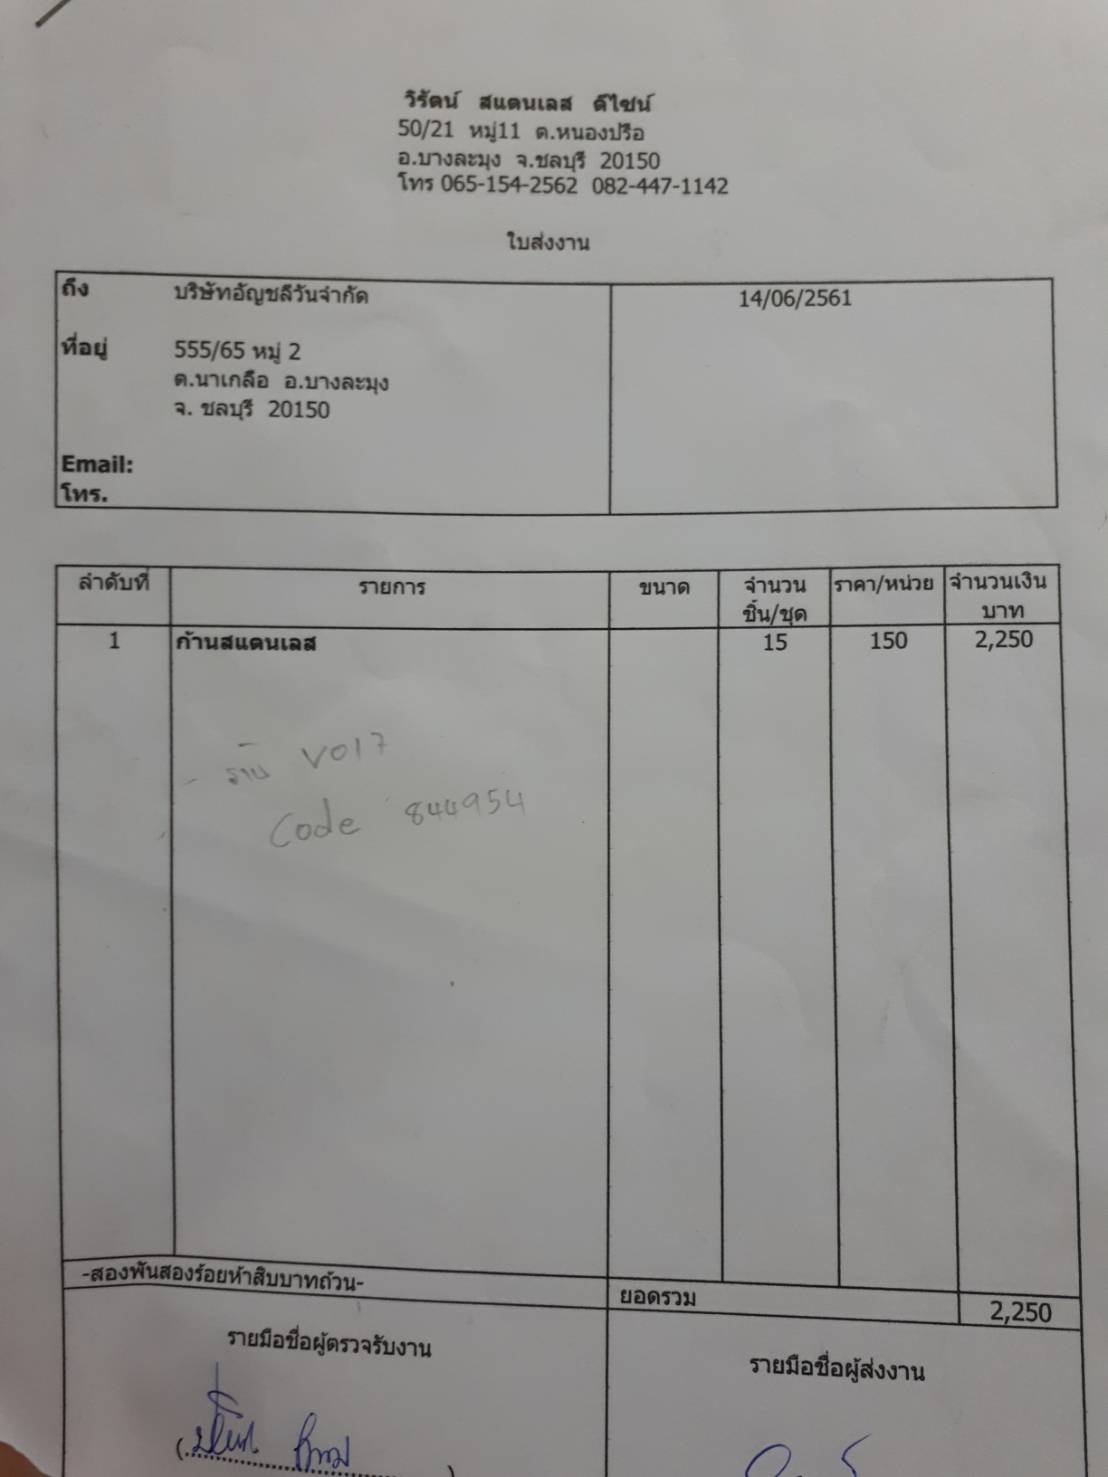 วิรัตน์ สแตนเลส ดีไซน์
50/21 หมู่11 ต.หนองปรือ
อ.บางละมุง จ.ชลบุรี 20150
โทร 065-154-2562 082-447-1142
ใบส่งงาน
ถึง บริษัทอัญชลีวันจำกัด 14/06/2561
ที่อยู่ 555/65 หมู่ 2
ต.นาเกลือ อ.บางละมุง
จ. ชลบุรี 20150
Email:
โทร.
ลำดับที่ รายการ ขนาด จำนวน ชิ้น/ชุด ราคา/หน่วย จำนวนเงิน บาท
1 ก้านสแตนเลส 15 150 2,250
V017
Code 844954
-สองพันสองร้อยห้าสิบบาทถ้วน-
ยอดรวม 2,250
รายมือชื่อผู้ตรวจรับงาน
รายมือชื่อผู้ส่งงาน